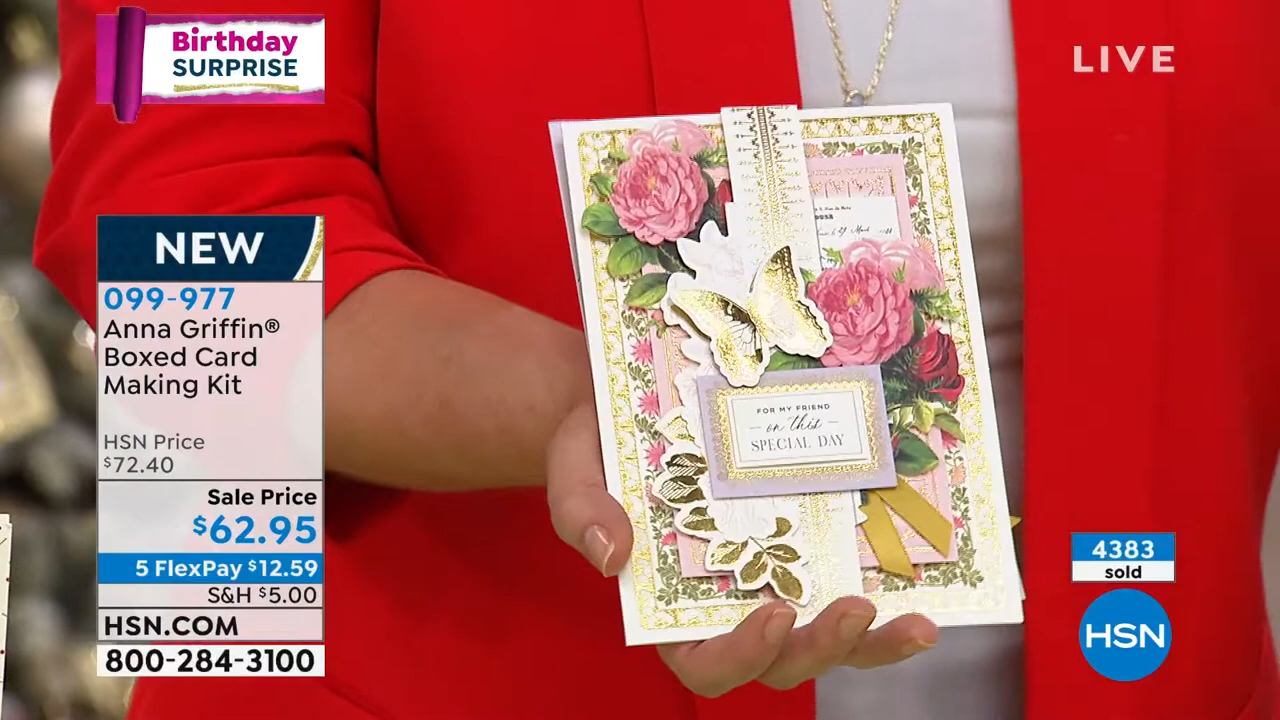 Birthday
SURPRISE
LIVE
NEW
099-977
Anna Griffin®
Boxed Card
Making Kit
HSN Price
$72.40
Sale Price
$62.95
5 FlexPay $12.59
S&H $5.00
HSN.COM
800-284-3100
FOR MY FRIEND
on this
SPECIAL DAY
4383
sold
HSN